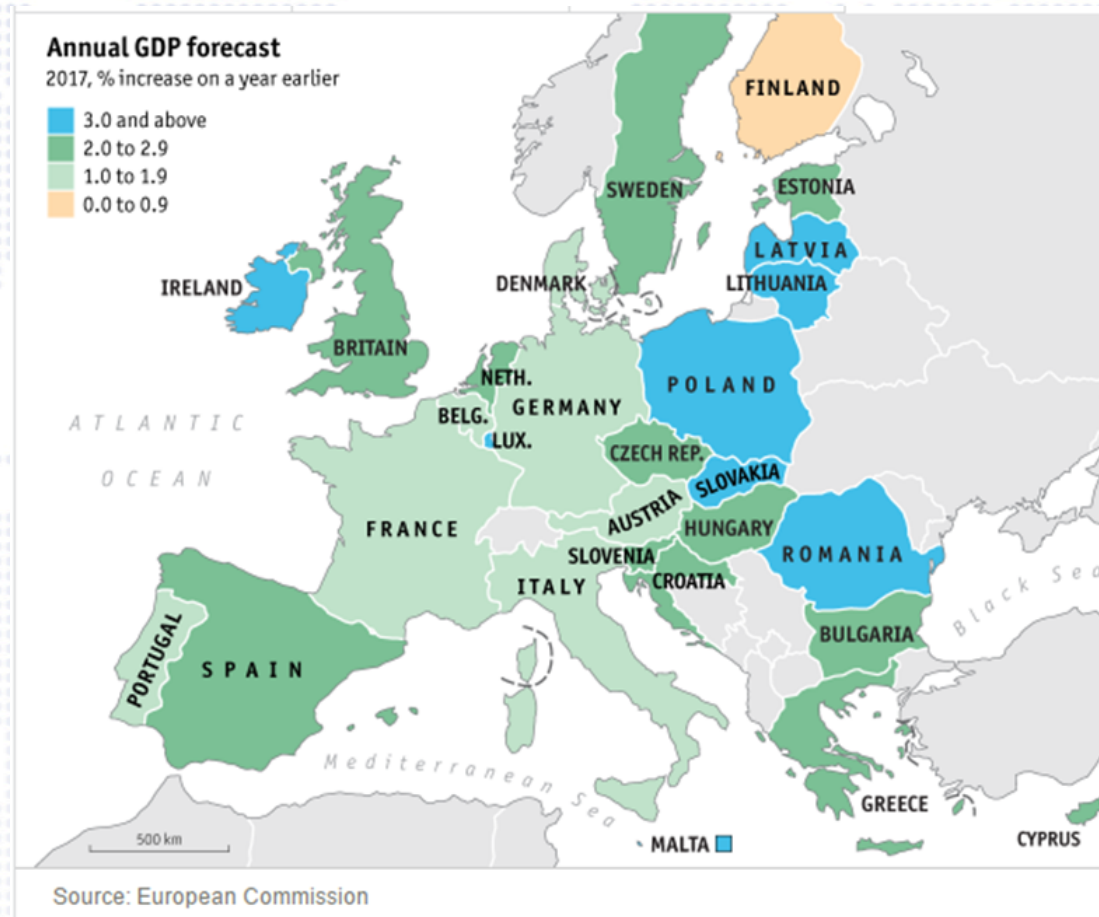 Annual GDP forecast
2017, % increase on a year earlier
3.0 and above
2.0 to 2.9
1.0 to 1.9
0.0 to 0.9
FINLAND
SWEDEN
ESTONIA
LATVIA
LITHUANIA
DENMARK
IRELAND
BRITAIN
NETH.
BELG.
GERMANY
POLAND
LUX.
CZECH REP.
SLOVAKIA
ATLANTIC
OCEAN
FRANCE
AUSTRIA
HUNGARY
SLOVENIA
ROMANIA
CROATIA
ITALY
Black Sea
BULGARIA
PORTUGAL
SPAIN
Mediterranean Sea
GREECE
CYPRUS
MALTA
500 km
Source: European Commission